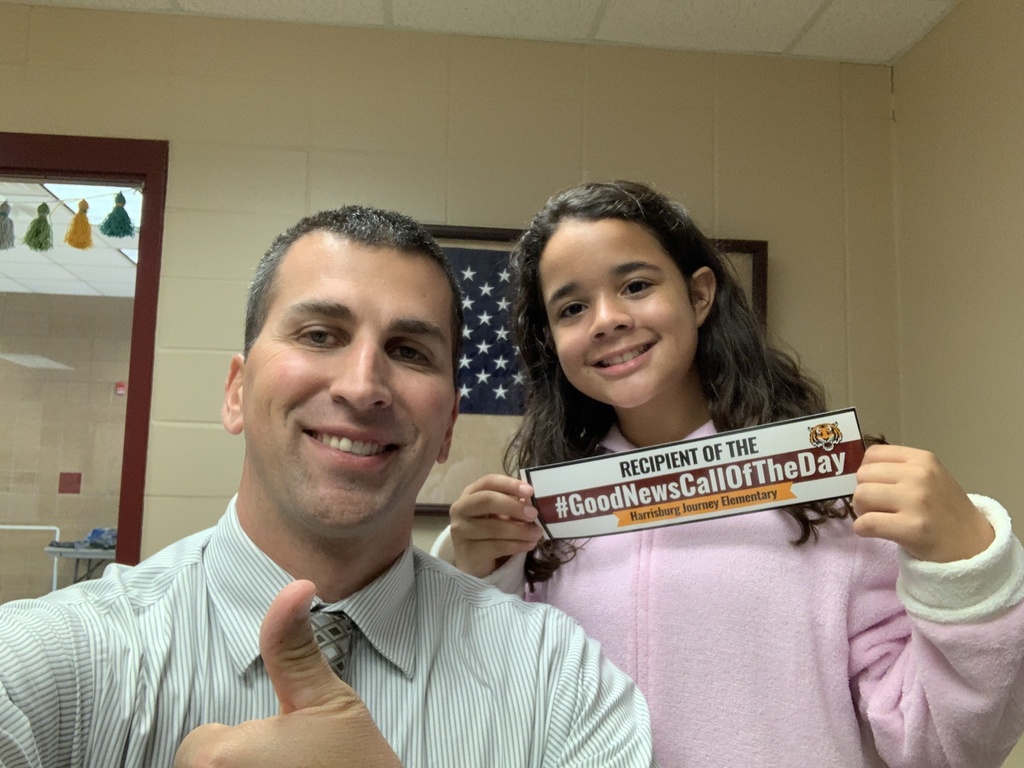 RECIPIENT OF THE
#GoodNewsCallOfTheDay
Harrisburg Journey Elementary